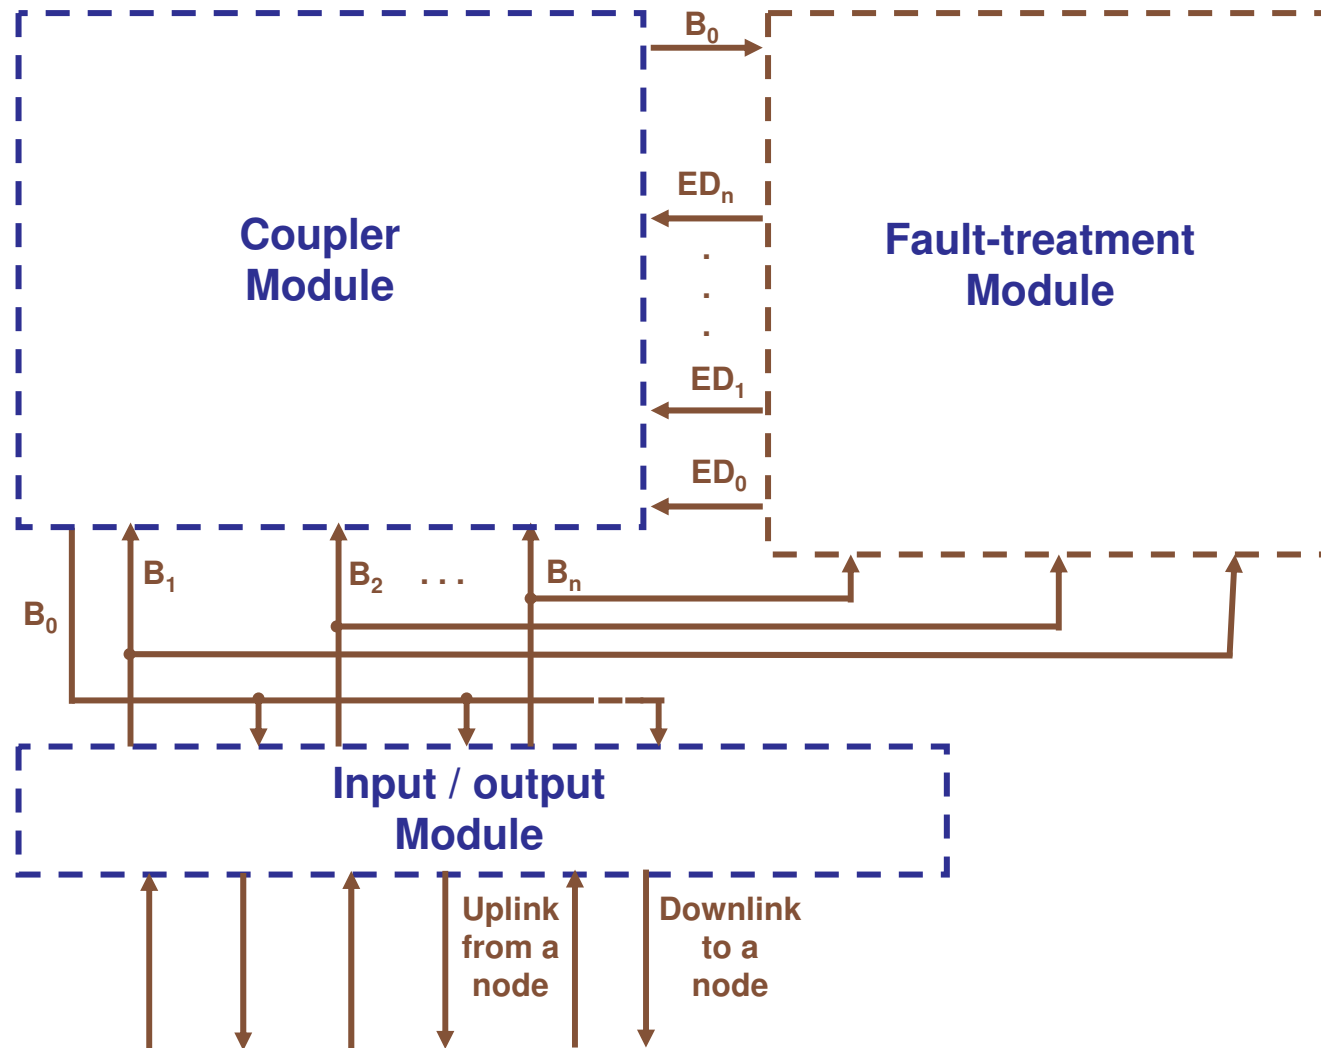 B0
EDn
Coupler
Module
Fault-treatment
Module
.
.
.
ED1
ED0
B1
B2
. . .
Bn
B0
Input / output
Module
Uplink
from a
node
Downlink
to a
node